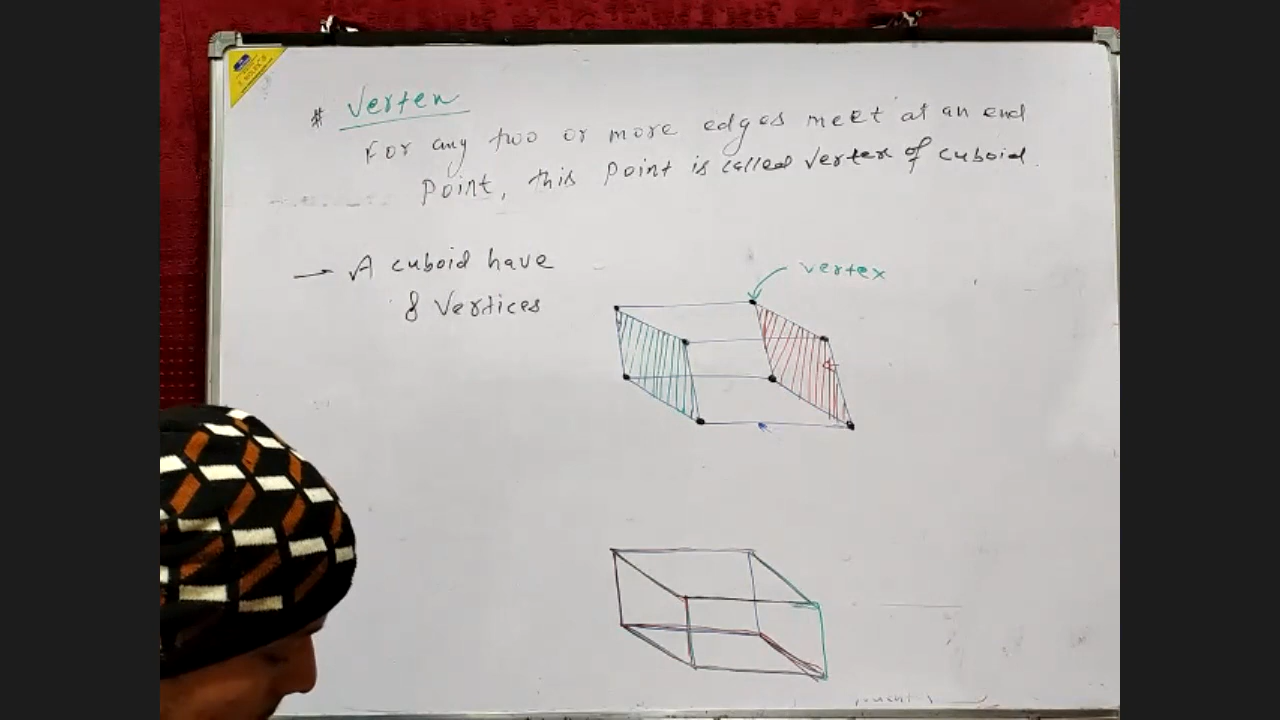 # Verten
For any two or more edges meet at an end
Point, this Point is called vertex of cuboid.
→ A cuboid have
8 Vertices
vertex